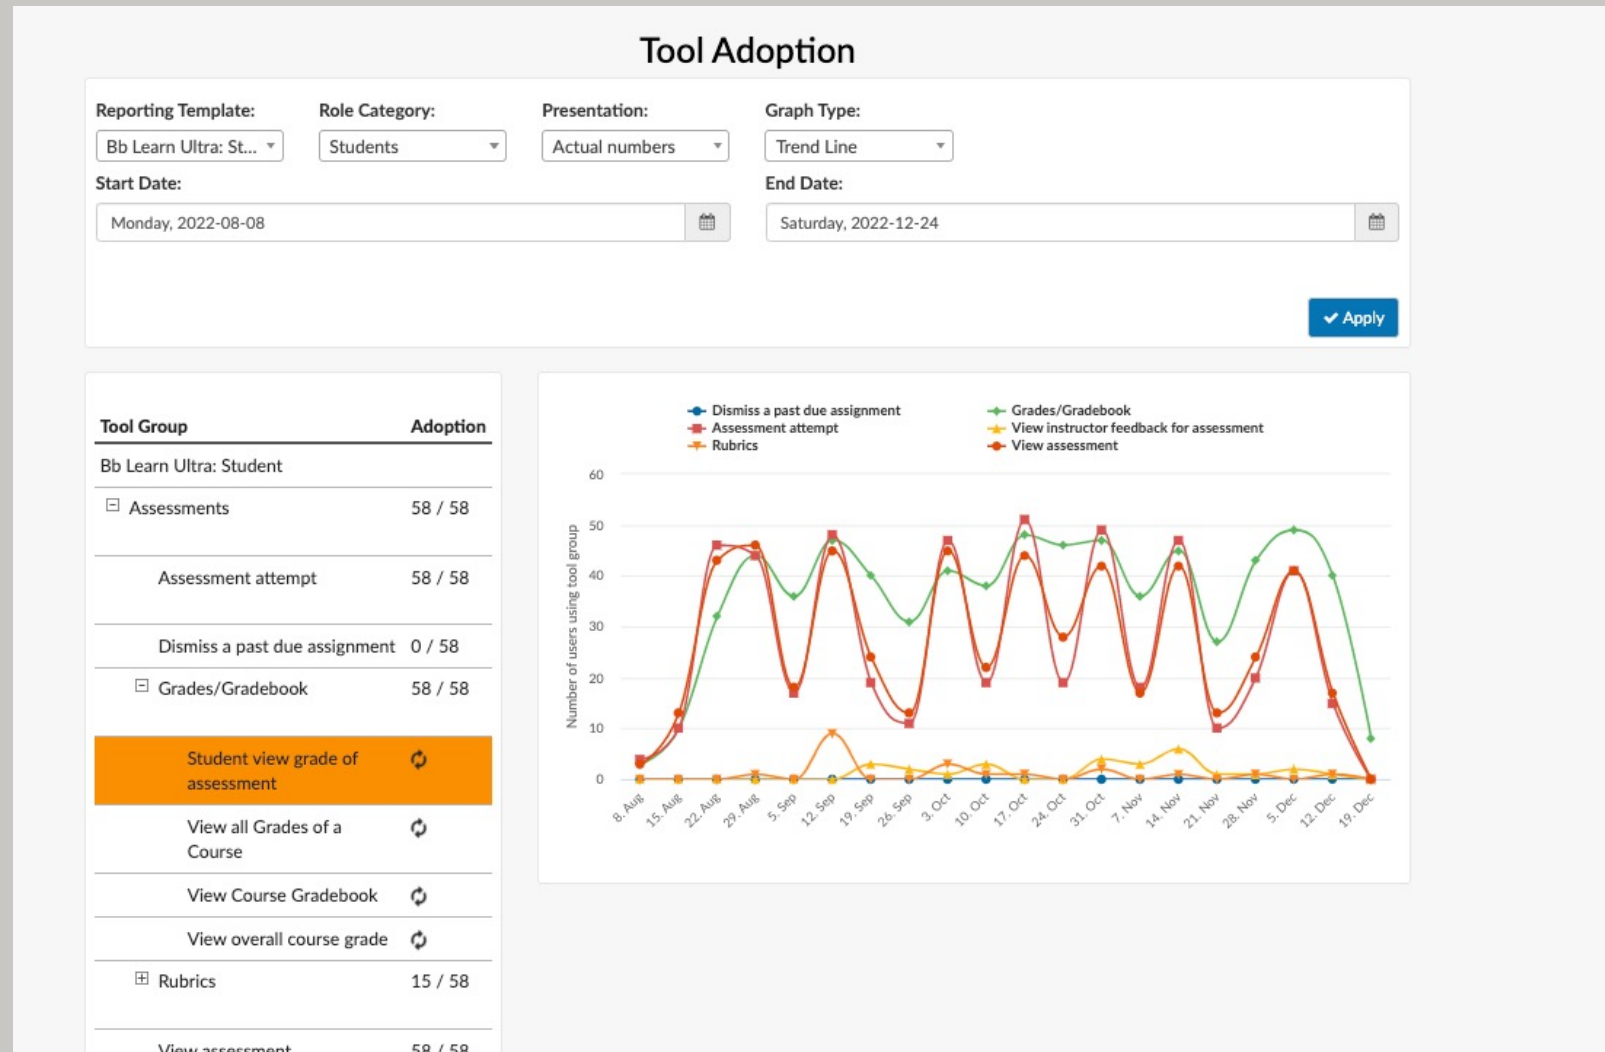 Tool Adoption
Reporting Template:
Role Category:
Presentation:
Graph Type:
Bb Learn Ultra: St...
Students
Actual numbers
Trend Line
Start Date:
End Date:
Monday, 2022-08-08
Saturday, 2022-12-24
Apply
Tool Group Adoption
Bb Learn Ultra: Student
Assessments 58 / 58
Assessment attempt 58 / 58
Dismiss a past due assignment 0 / 58
Grades/Gradebook 58 / 58
Student view grade of
assessment
View all Grades of a
Course
View Course Gradebook
View overall course grade
Rubrics 15 / 58
View assessment 58 / 58
Dismiss a past due assignment
Grades/Gradebook
Assessment attempt
View instructor feedback for assessment
Rubrics
View assessment
Number of users using tool group
60
50
40
30
20
10
0
8. Aug
15. Aug
22. Aug
29. Aug
5. Sep
12. Sep
19. Sep
26. Sep
3. Oct
10. Oct
17. Oct
24. Oct
31. Oct
7. Nov
14. Nov
21. Nov
28. Nov
5. Dec
12. Dec
19. Dec